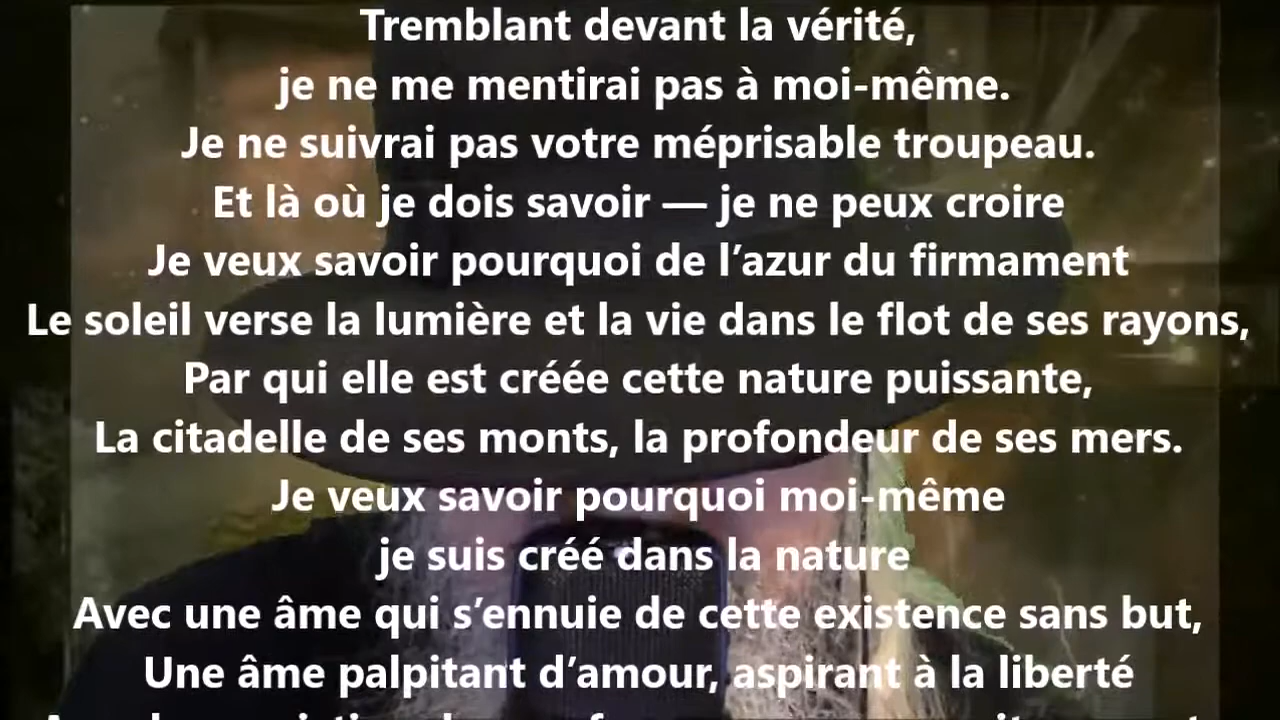 Tremblant devant la vérité,
je ne me mentirai pas à moi-même.
Je ne suivrai pas votre méprisable troupeau.
Et là où je dois savoir — je ne peux croire
Je veux savoir pourquoi de l’azur du firmament
Le soleil verse la lumière et la vie dans le flot de ses rayons,
Par qui elle est créée cette nature puissante,
La citadelle de ses monts, la profondeur de ses mers.
Je veux savoir pourquoi moi-même
je suis créé dans la nature
Avec une âme qui s’ennuie de cette existence sans but,
Une âme palpitant d’amour, aspirant à la liberté